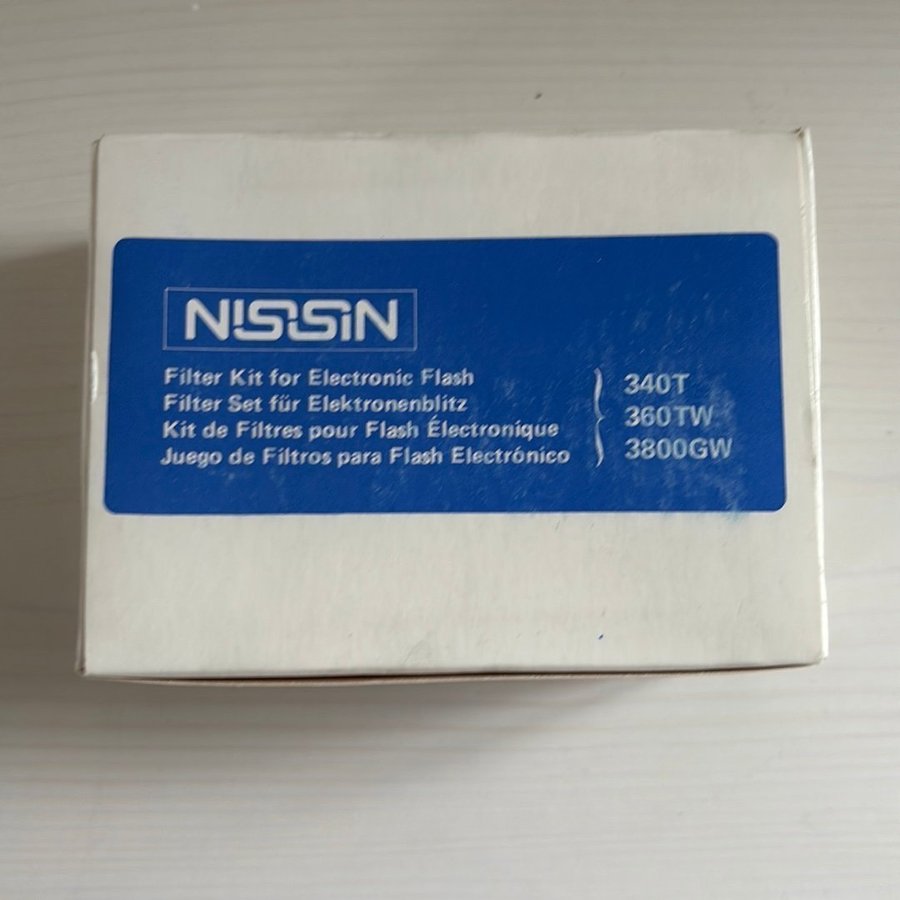 NISSIN
Filter Kit for Electronic Flash
Filter Set für Elektronenblitz
Kit de Filtres pour Flash Électronique
Juego de Filtros para Flash Electrónico
340T
360TW
3800GW